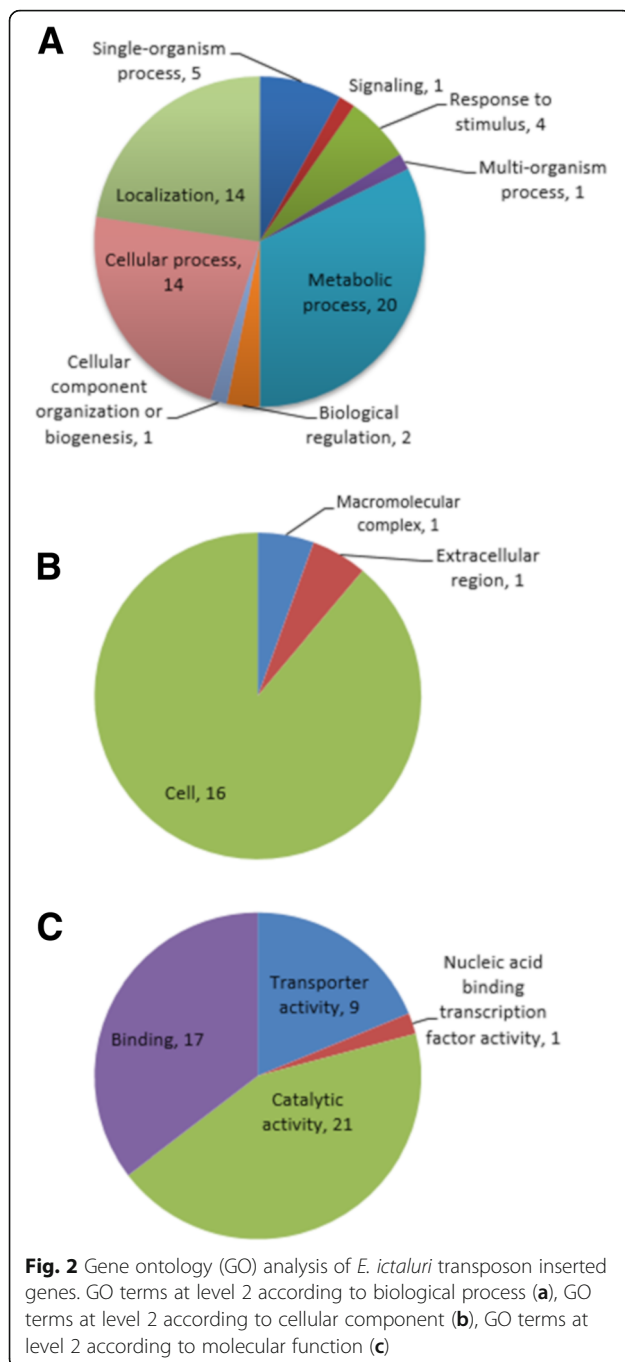 A
Single-organism
process, 5
Signaling, 1
Response to
stimulus, 4
Multi-organism
process, 1
Localization, 14
Cellular process,
14
Metabolic
process, 20
Cellular
component
organization or
biogenesis, 1
Biological
regulation, 2
B
Macromolecular
complex, 1
Extracellular
region, 1
Cell, 16
C
Transporter
activity, 9
Nucleic acid
binding
transcription
factor activity, 1
Binding, 17
Catalytic
activity, 21
Fig. 2 Gene ontology (GO) analysis of E. ictaluri transposon inserted
genes. GO terms at level 2 according to biological process (a), GO
terms at level 2 according to cellular component (b), GO terms at
level 2 according to molecular function (c)